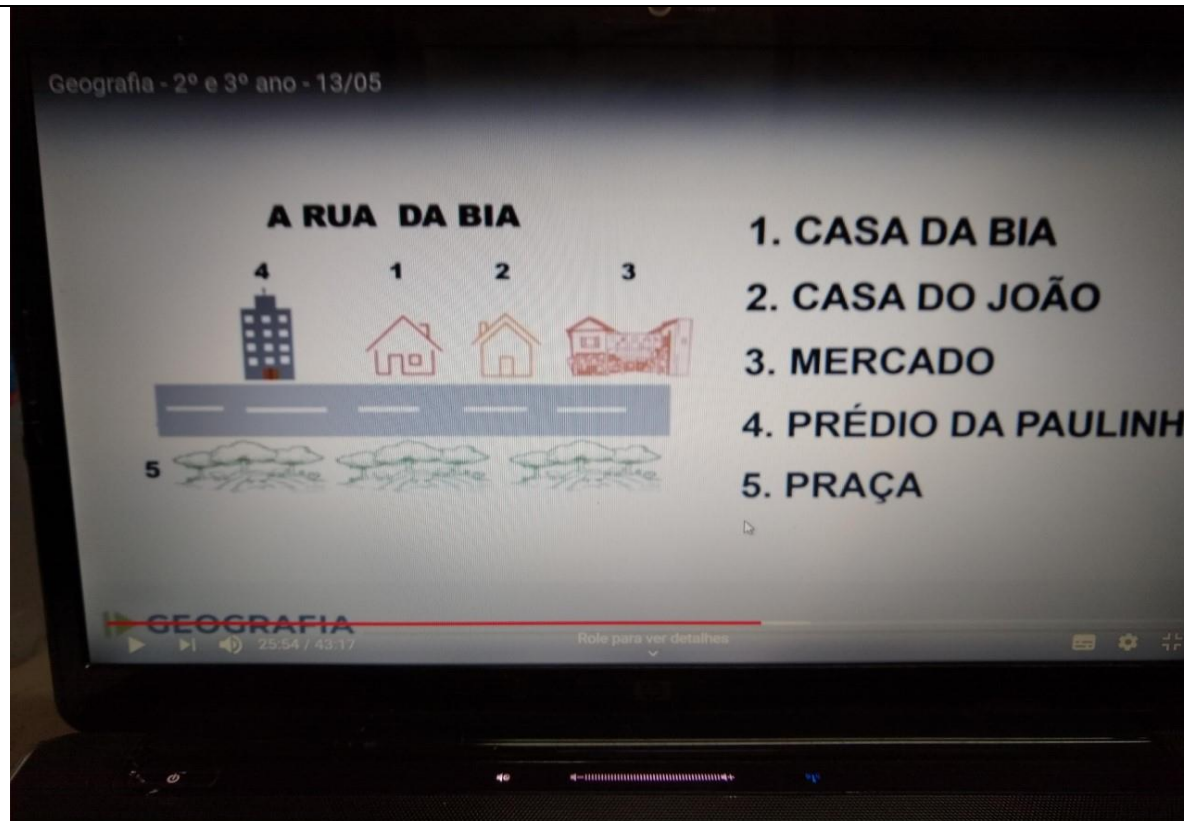 Geografia - 2º e 3º ano - 13/05
A RUA DA BIA
4 1 2 3
5
1. CASA DA BIA
2. CASA DO JOÃO
3. MERCADO
4. PRÉDIO DA PAULINH
5. PRAÇA
GEOGRAFIA
25:54 / 43:17
Role para ver detalhes